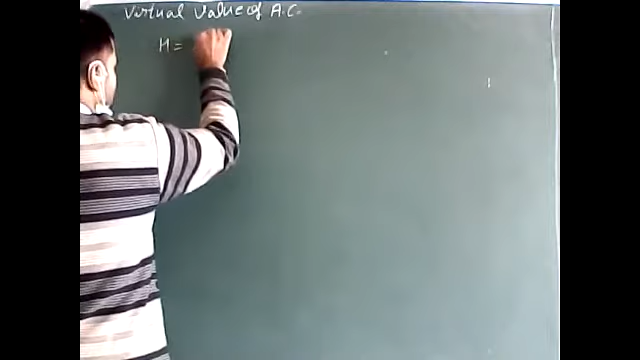 Virtual Value of A.C.
H =